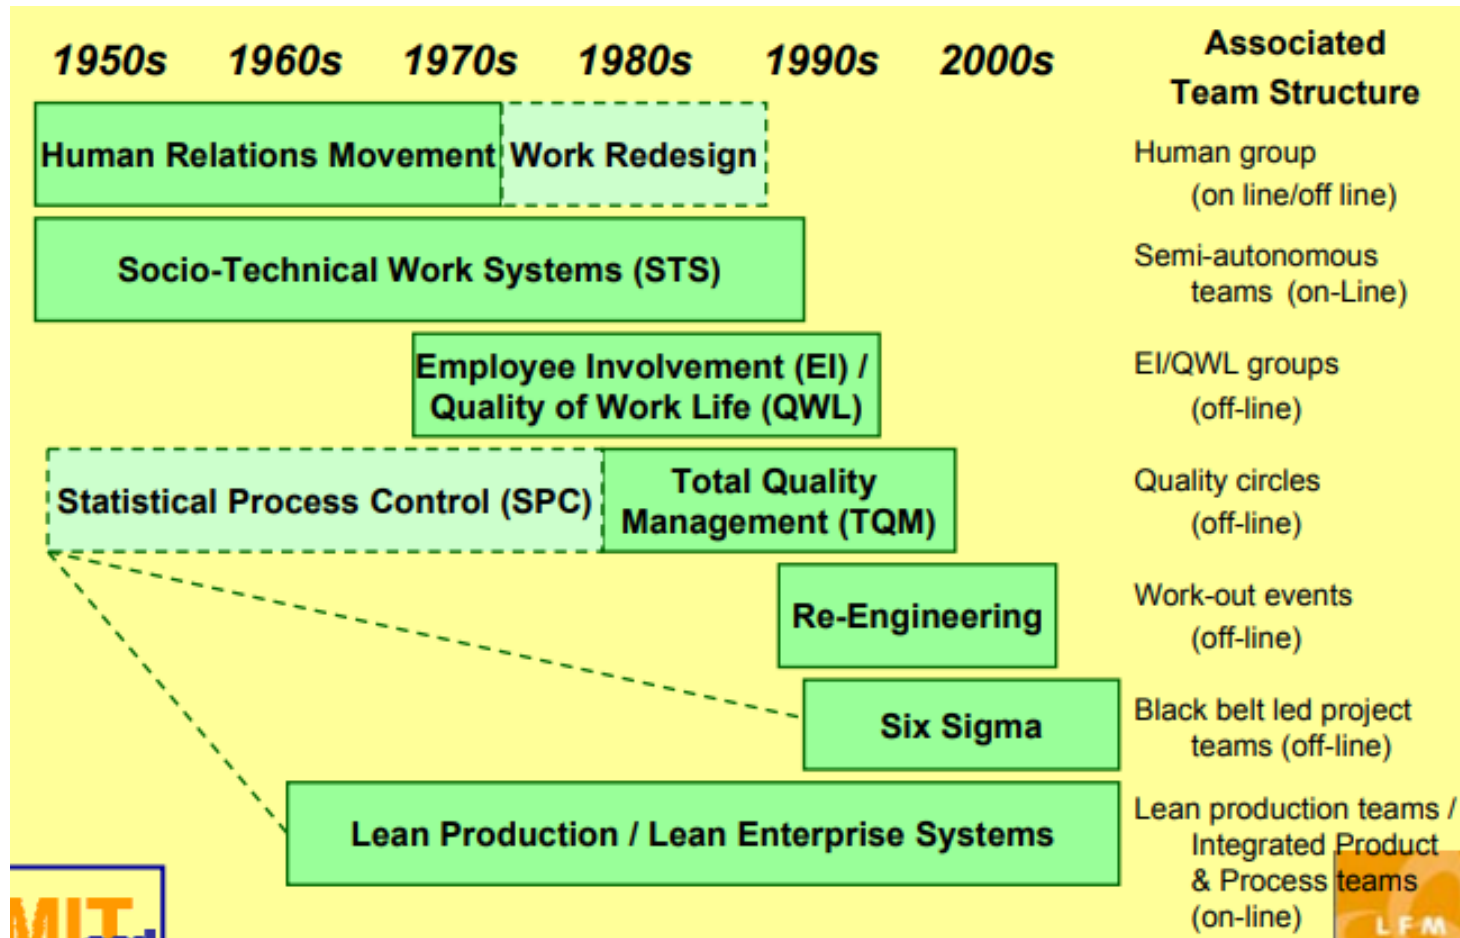 1950s 1960s 1970s 1980s 1990s 2000s
Associated
Team Structure
Human Relations Movement
Work Redesign
Human group
(on line/off line)
Socio-Technical Work Systems (STS)
Semi-autonomous
teams (on-Line)
Employee Involvement (EI) /
Quality of Work Life (QWL)
EI/QWL groups
(off-line)
Statistical Process Control (SPC)
Total Quality
Management (TQM)
Quality circles
(off-line)
Re-Engineering
Work-out events
(off-line)
Six Sigma
Black belt led project
teams (off-line)
Lean Production / Lean Enterprise Systems
Lean production teams /
Integrated Product
& Process teams
(on-line)
MIT
LFM